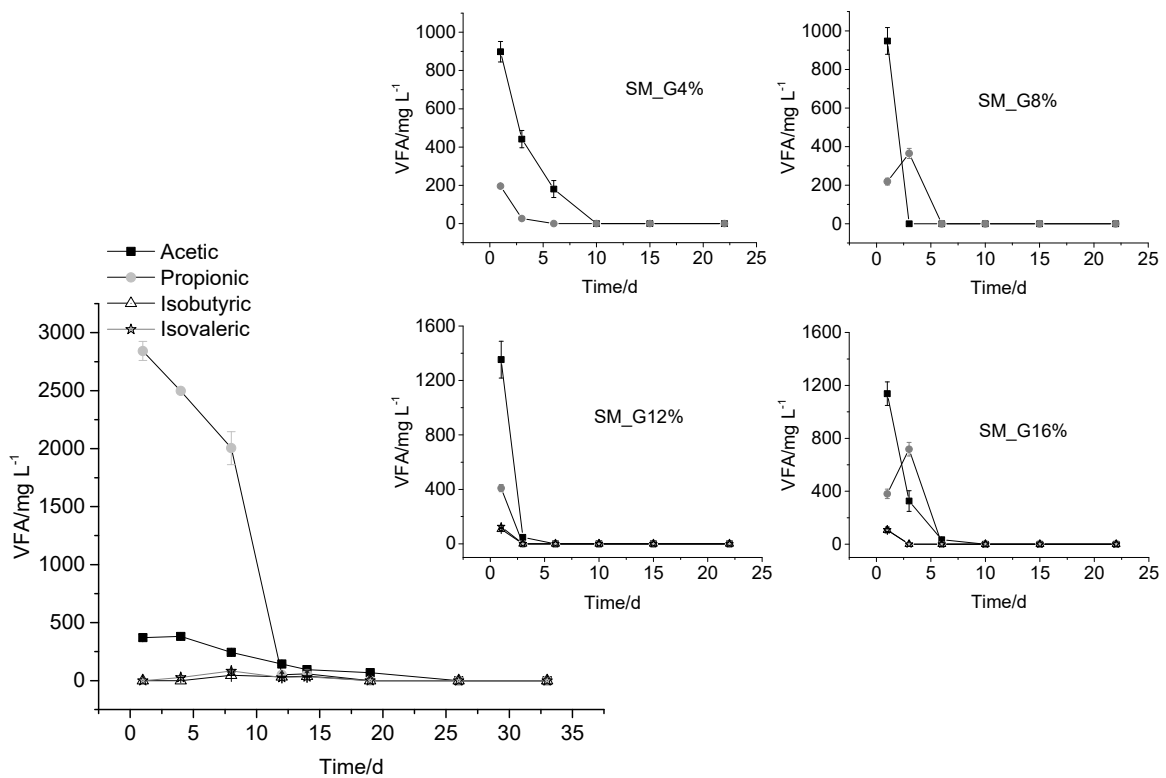 1000
800
600
400
200
0
VFA/mg L⁻¹
SM_G4%
0 5 10 15 20 25
Time/d
1000
800
600
400
200
0
VFA/mg L⁻¹
SM_G8%
0 5 10 15 20 25
Time/d
Acetic
Propionic
Isobutyric
Isovaleric
3000
2500
2000
1500
1000
500
0
VFA/mg L⁻¹
0 5 10 15 20 25 30 35
Time/d
1600
1200
800
400
0
VFA/mg L⁻¹
SM_G12%
0 5 10 15 20 25
Time/d
1600
1200
800
400
0
VFA/mg L⁻¹
SM_G16%
0 5 10 15 20 25
Time/d